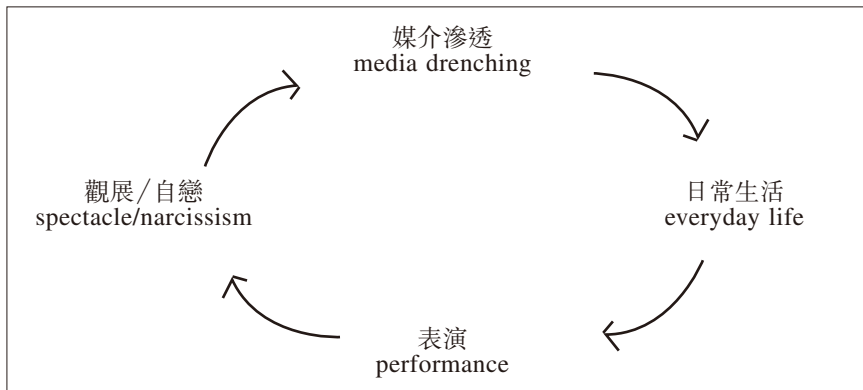 媒介滲透
media drenching
觀展/自戀
spectacle/narcissism
日常生活
everyday life
表演
performance